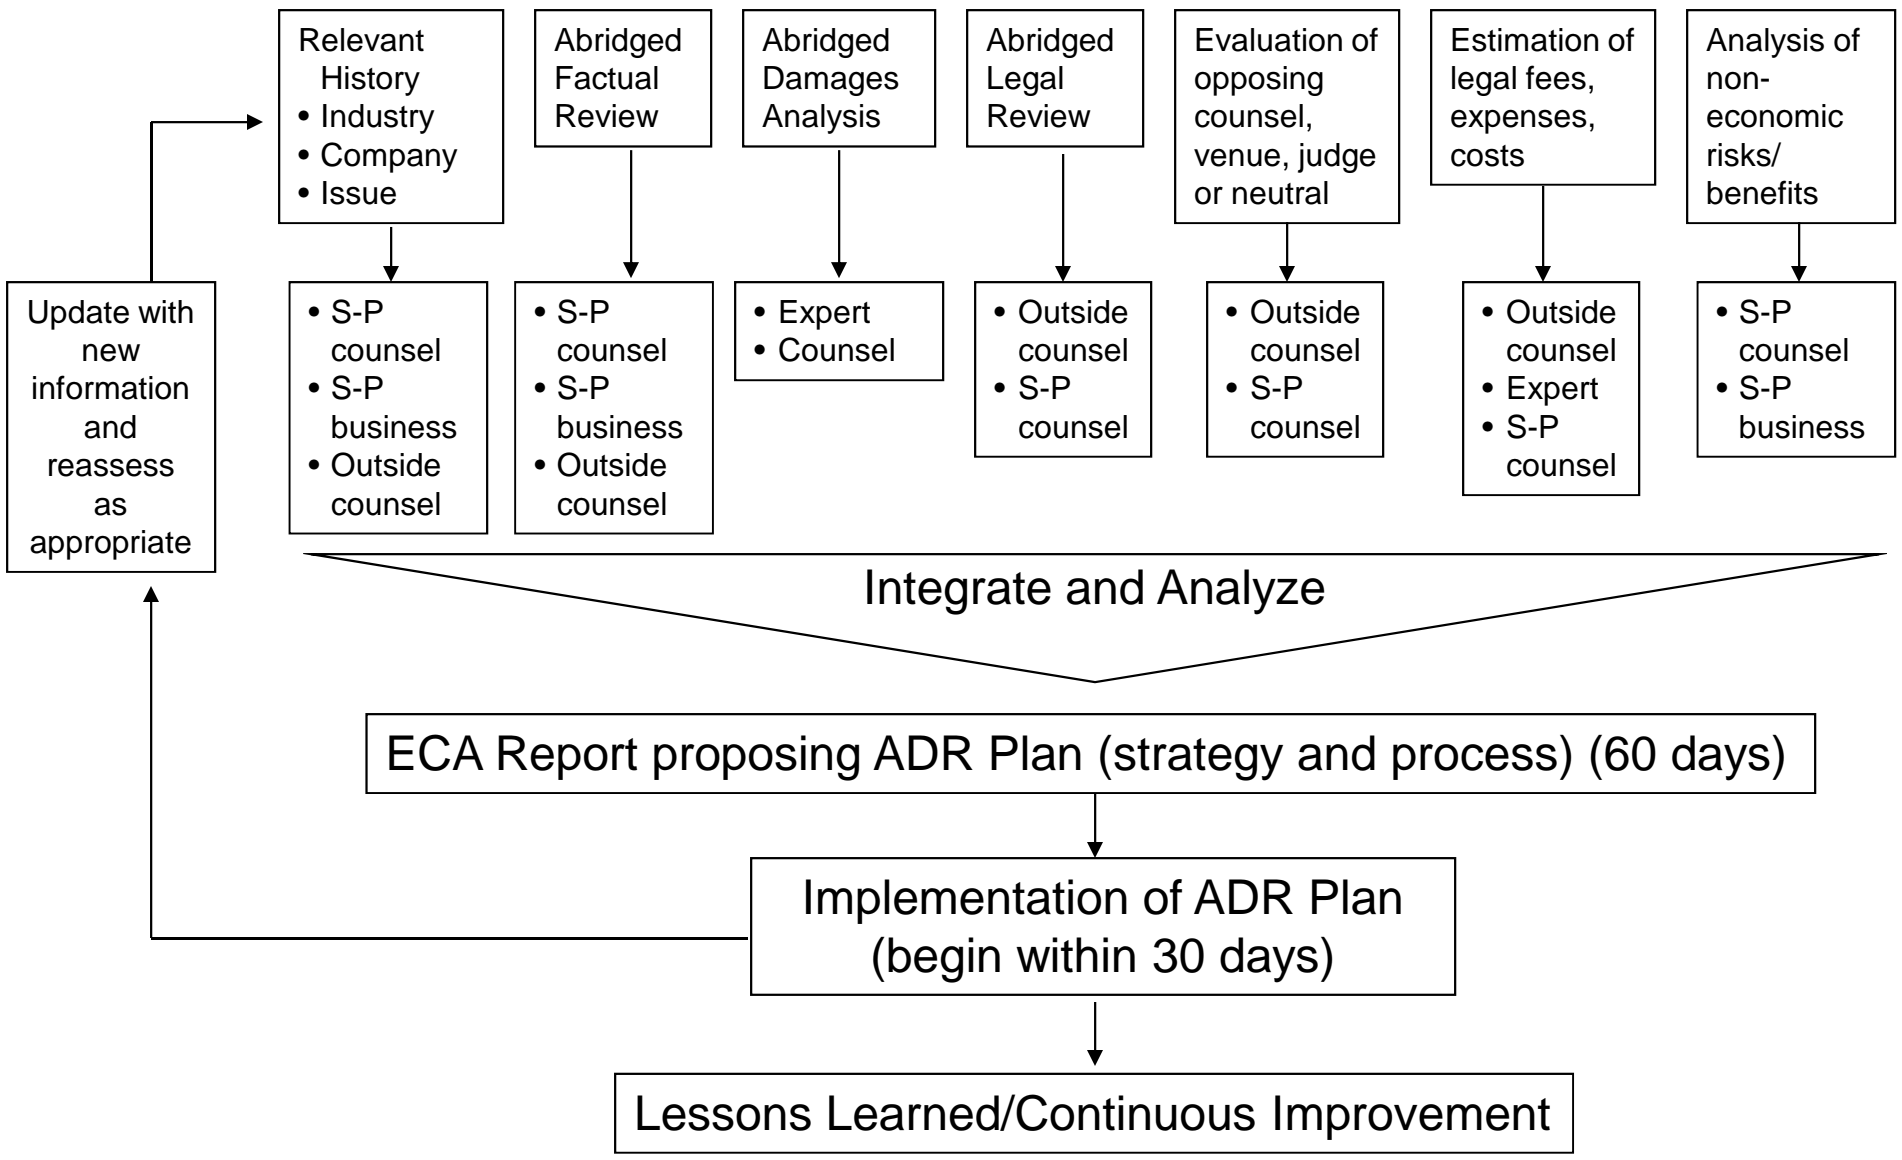 Relevant
History
• Industry
• Company
• Issue
Abridged
Factual
Review
Abridged
Damages
Analysis
Abridged
Legal
Review
Evaluation of
opposing
counsel,
venue, judge
or neutral
Estimation of
legal fees,
expenses,
costs
Analysis of
non-
economic
risks/
benefits
Update with
new
information
and
reassess
as
appropriate
• S-P
counsel
• S-P
business
• Outside
counsel
• S-P
counsel
• S-P
business
• Outside
counsel
• Expert
• Counsel
• Outside
counsel
• S-P
counsel
• Outside
counsel
• S-P
counsel
• Outside
counsel
• Expert
• S-P
counsel
• S-P
counsel
• S-P
business
Integrate and Analyze
ECA Report proposing ADR Plan (strategy and process) (60 days)
Implementation of ADR Plan
(begin within 30 days)
Lessons Learned/Continuous Improvement